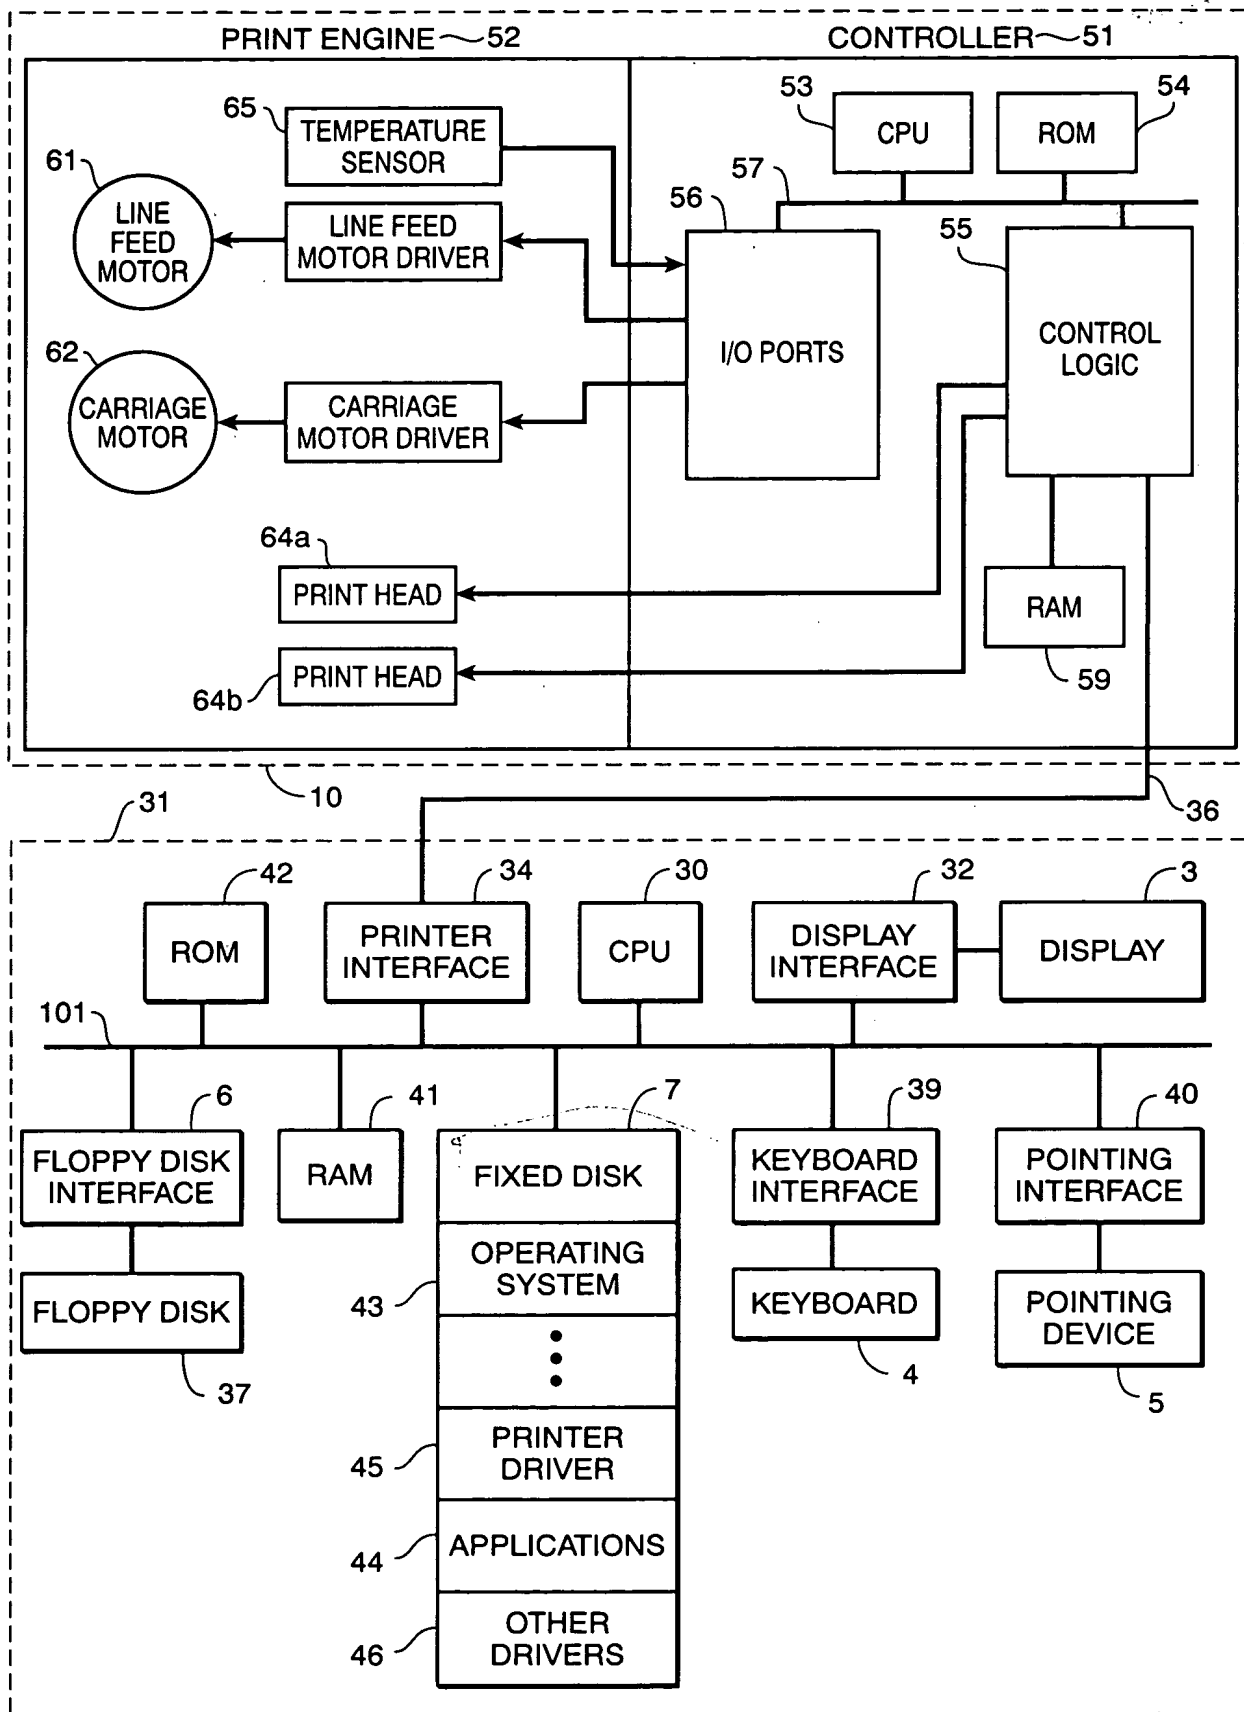 PRINT ENGINE 52
CONTROLLER 51
65
TEMPERATURE
SENSOR
53
CPU
54
ROM
61
LINE
FEED
MOTOR
LINE FEED
MOTOR DRIVER
56
57
55
I/O PORTS
CONTROL
LOGIC
62
CARRIAGE
MOTOR
CARRIAGE
MOTOR DRIVER
64a
PRINT HEAD
RAM
59
PRINT HEAD
64b
10
36
31
42
ROM
34
PRINTER
INTERFACE
30
CPU
32
DISPLAY
INTERFACE
3
DISPLAY
101
6
FLOPPY DISK
INTERFACE
41
RAM
7
FIXED DISK
39
KEYBOARD
INTERFACE
40
POINTING
INTERFACE
FLOPPY DISK
37
OPERATING
SYSTEM
43
KEYBOARD
4
POINTING
DEVICE
5
PRINTER
DRIVER
45
APPLICATIONS
44
OTHER
DRIVERS
46